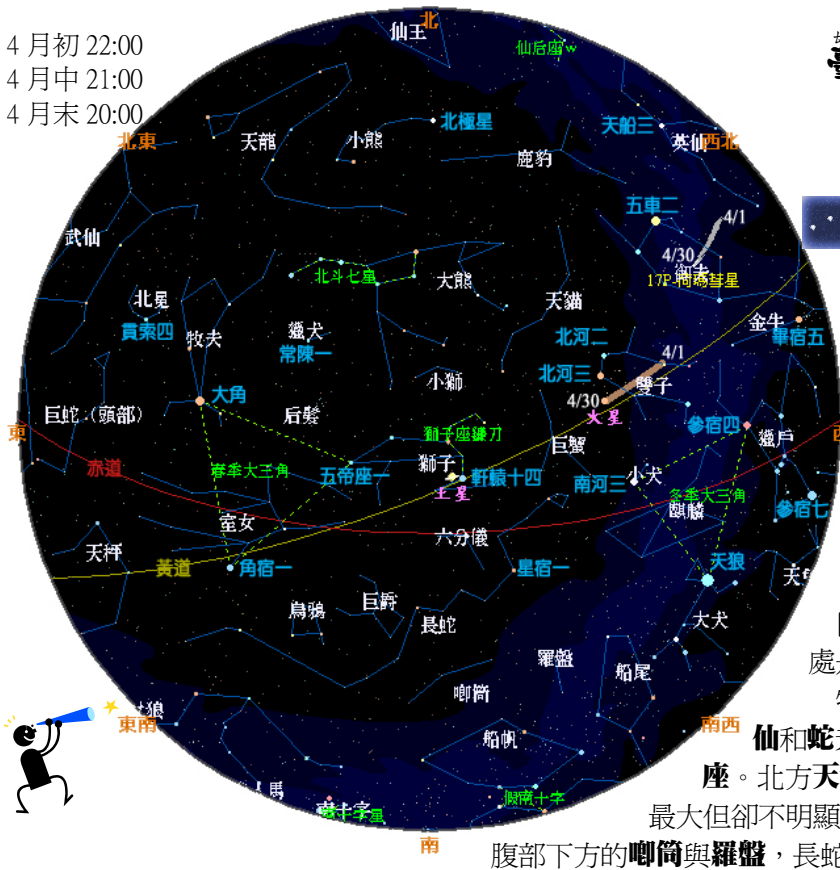 4 月初 22:00
4 月中 21:00
4 月末 20:00
北
仙王
仙后座w
北極星
天船三
英仙
西北
北東
天龍
小熊
鹿豹
五車二
4/1
4/30
御夫
17P-荷瑪彗星
武仙
北斗七星
大熊
天貓
北冕
貫索四
牧夫
獵犬
常陳一
金牛
畢宿五
北河二
4/1
北河三
雙子
4/30
火星
小獅
大角
后髮
巨蛇（頭部）
東
獅子座鐮刀
參宿四
獵戶
西
赤道
春季大三角
五帝座一
獅子
軒轅十四
土星
巨蟹
南河三
小犬
冬季大三角
麒麟
參宿七
室女
六分儀
天秤
黃道
角宿一
星宿一
天狼
天兔
烏鴉
巨爵
長蛇
大犬
羅盤
船尾
唧筒
豺狼
東南
船帆
南西
人馬
南十字
假南十字
南
處
仙和蛇
座。北方天
最大但卻不明顯
腹部下方的唧筒與羅盤，長蛇